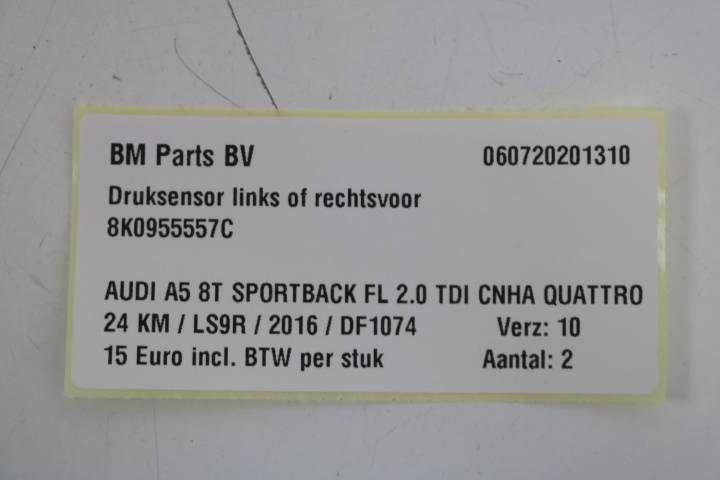 BM Parts BV 060720201310
Druksensor links of rechtsvoor
8K0955557C
AUDI A5 8T SPORTBACK FL 2.0 TDI CNHA QUATTRO
24 KM / LS9R / 2016 / DF1074 Verz: 10
15 Euro incl. BTW per stuk Aantal: 2